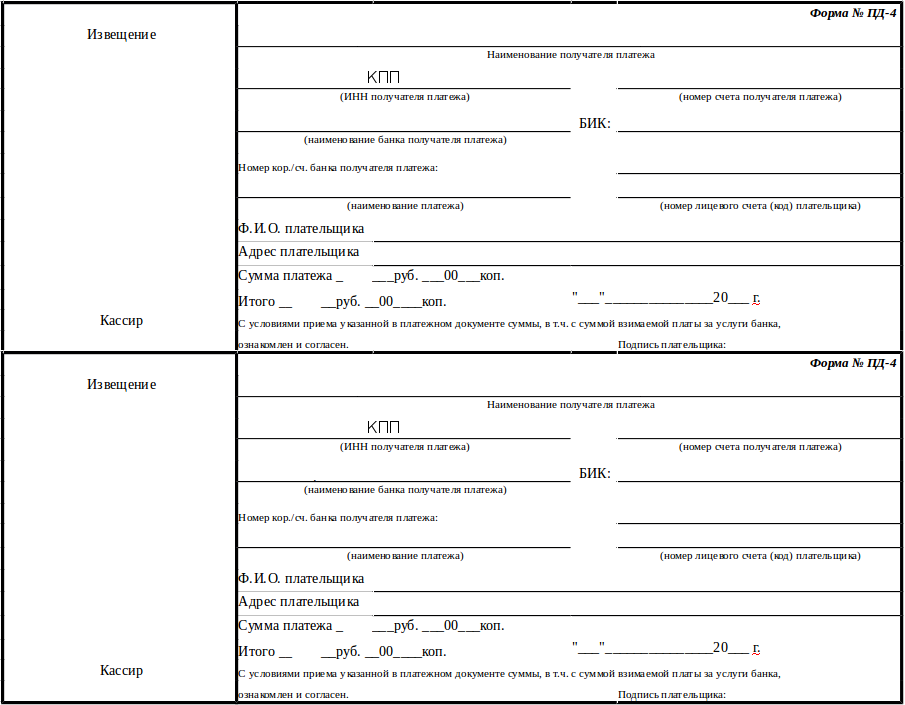 Форма № ПД-4
Извещение
Наименование получателя платежа
КПП
(ИНН получателя платежа) (номер счета получателя платежа)
БИК:
(наименование банка получателя платежа)
Номер кор./сч. банка получателя платежа:
(наименование платежа) (номер лицевого счета (код) плательщика)
Ф.И.О. плательщика
Адрес плательщика
Сумма платежа _ ___руб. ___00___коп.
Итого __ __руб. __00____коп. "___"_______________20___ г.
Кассир
С условиями приема указанной в платежном документе суммы, в т.ч. с суммой взимаемой платы за услуги банка,
ознакомлен и согласен. Подпись плательщика:
Форма № ПД-4
Извещение
Наименование получателя платежа
КПП
(ИНН получателя платежа) (номер счета получателя платежа)
БИК:
(наименование банка получателя платежа)
Номер кор./сч. банка получателя платежа:
(наименование платежа) (номер лицевого счета (код) плательщика)
Ф.И.О. плательщика
Адрес плательщика
Сумма платежа _ ___руб. ___00___коп.
Итого __ __руб. __00____коп. "___"_______________20___ г.
Кассир
С условиями приема указанной в платежном документе суммы, в т.ч. с суммой взимаемой платы за услуги банка,
ознакомлен и согласен. Подпись плательщика: